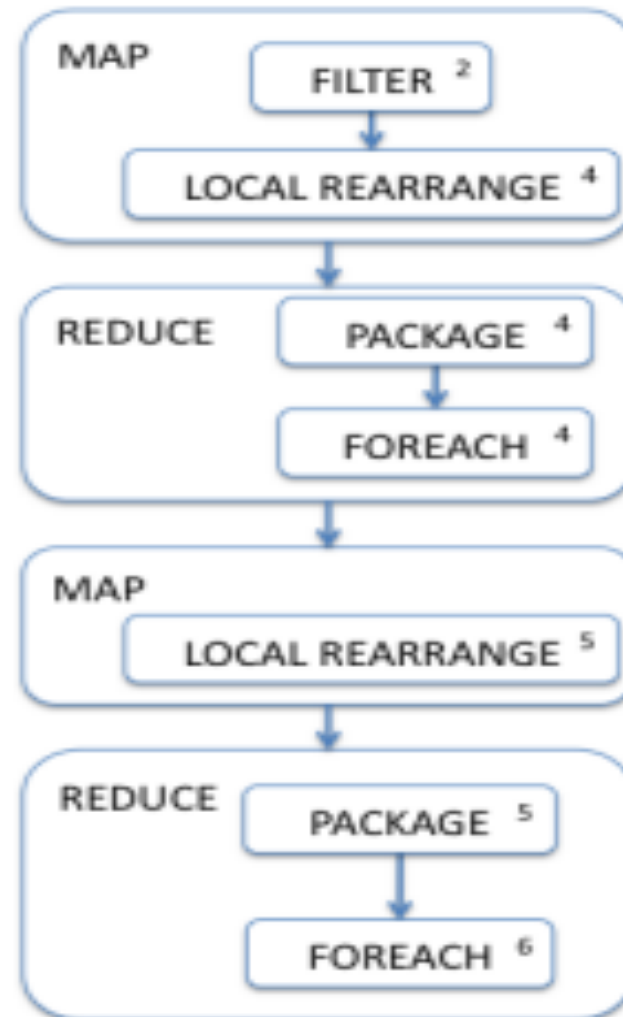 MAP
FILTER 2
LOCAL REARRANGE 4
REDUCE
PACKAGE 4
FOREACH 4
MAP
LOCAL REARRANGE 5
REDUCE
PACKAGE 5
FOREACH 6